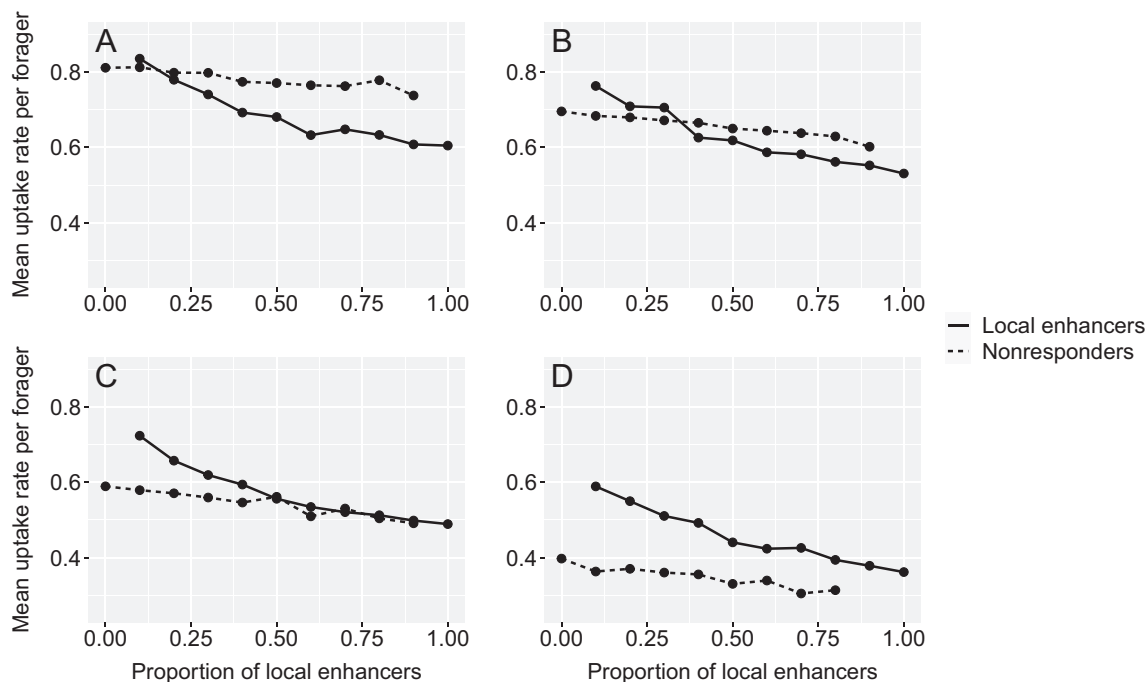 A
B
Mean uptake rate per forager
0.8
0.6
0.4
0.8
0.6
0.4
0.00 0.25 0.50 0.75 1.00
0.00 0.25 0.50 0.75 1.00
Local enhancers
Nonresponders
C
D
Mean uptake rate per forager
0.8
0.6
0.4
0.8
0.6
0.4
0.00 0.25 0.50 0.75 1.00
0.00 0.25 0.50 0.75 1.00
Proportion of local enhancers
Proportion of local enhancers